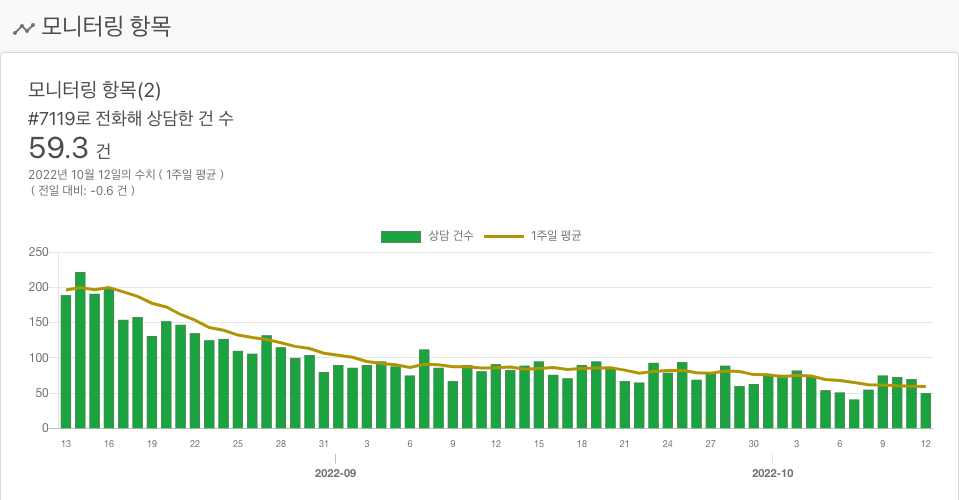 모니터링 항목
모니터링 항목(2)
#7119로 전화해 상담한 건 수
59.3 건
2022년 10월 12일의 수치 ( 1주일 평균 )
( 전일 대비: -0.6 건 )
상담 건수 1주일 평균
250
200
150
100
50
0
13 16 19 22 25 28 31 3 6 9 12 15 18 21 24 27 30 3 6 9 12
2022-09 2022-10